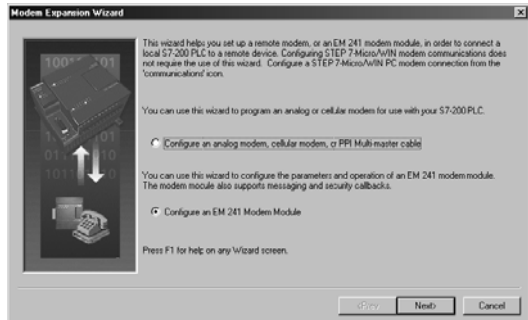 Modem Expansion Wizard
This wizard helps you set up a remote modem, or an EM 241 modem module, in order to connect a
local S7-200 PLC to a remote device. Configuring STEP 7-Micro/WIN modem communications does
not require the use of this wizard. Configure a STEP 7-Micro/WIN PC modem connection from the
'communications' icon.
You can use this wizard to program an analog or cellular modem for use with your S7-200 PLC.
Configure an analog modem, cellular modem, or PPI Multi-master cable
You can use this wizard to configure the parameters and operation of an EM 241 modem module.
The modem module also supports messaging and security callbacks.
Configure an EM 241 Modem Module
Press F1 for help on any Wizard screen.
<Prev Next> Cancel